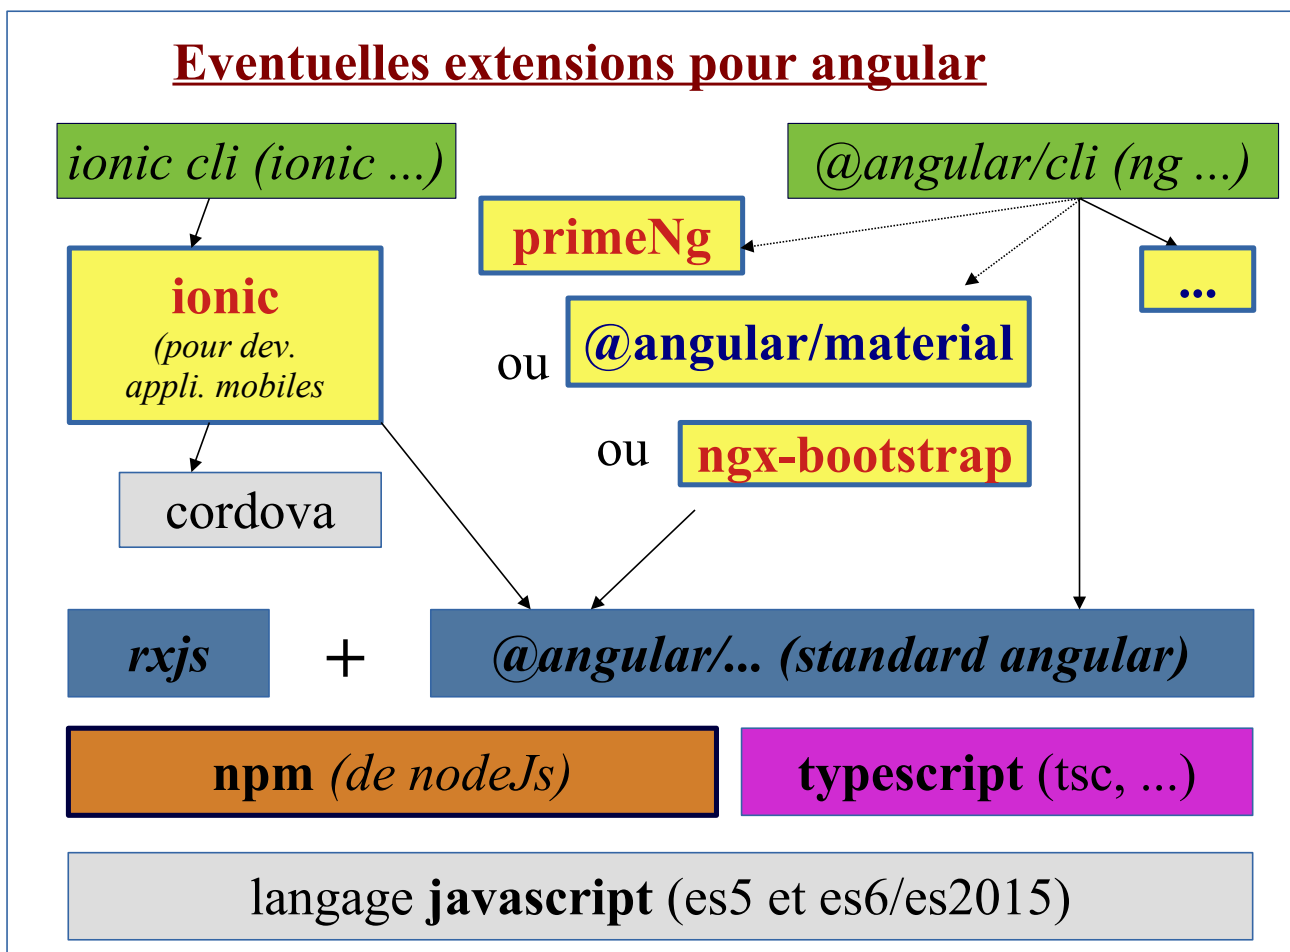 Eventuelles extensions pour angular
ionic cli (ionic ...)
@angular/cli (ng ...)
primeNg
ionic
(pour dev.
appli. mobiles
...
ou
@angular/material
ou
ngx-bootstrap
cordova
rxjs
+
@angular/... (standard angular)
npm (de nodeJs)
typescript (tsc, ...)
langage javascript (es5 et es6/es2015)